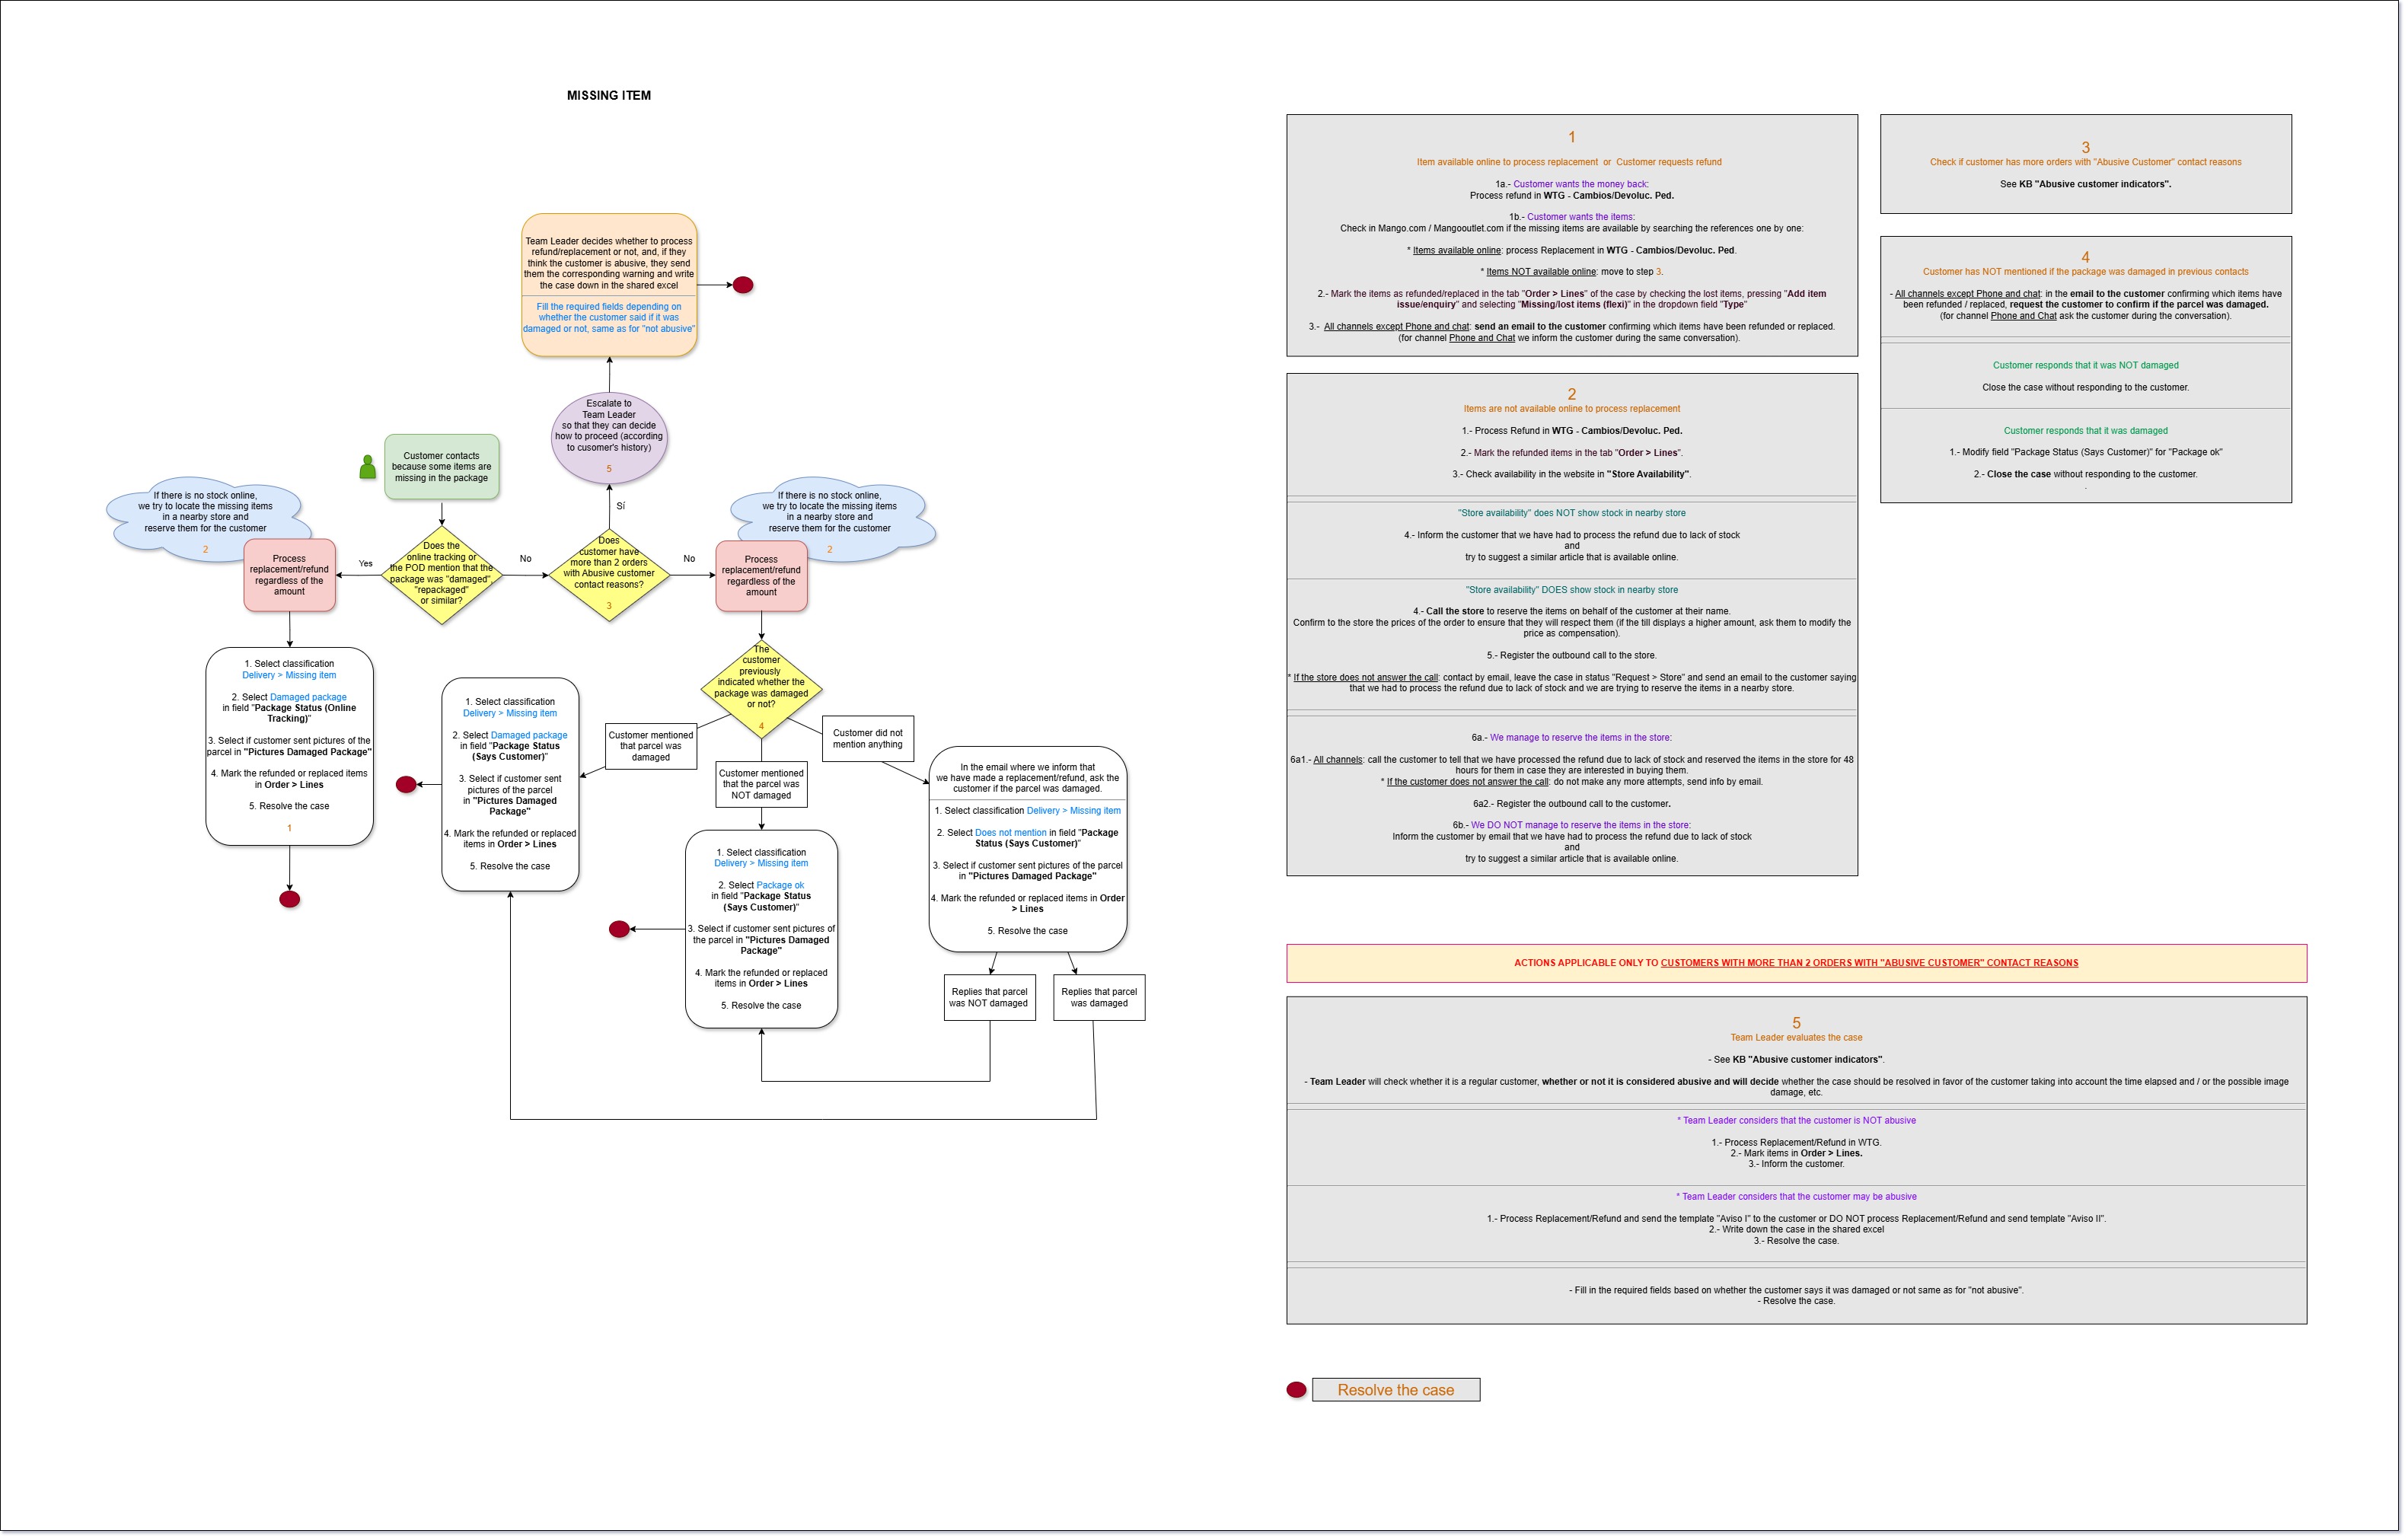 MISSING ITEM
Team Leader decides whether to process
refund/replacement or not, and, if they
think the customer is abusive, they send
them the corresponding warning and write
the case down in the shared excel
Fill the required fields depending on
whether the customer said if it was
damaged or not, same as for "not abusive"
Escalate to
Team Leader
so that they can decide
how to proceed (according
to cusomer's history)
5
Sí
Customer contacts
because some items are
missing in the package
If there is no stock online,
we try to locate the missing items
in a nearby store and
reserve them for the customer
2
Process
replacement/refund
regardless of the
amount
Yes
Does the
online tracking or
the POD mention that the
package was "damaged",
"repackaged"
or similar?
No
Does
customer have
more than 2 orders
with Abusive customer
contact reasons?
3
No
If there is no stock online,
we try to locate the missing items
in a nearby store and
reserve them for the customer
2
Process
replacement/refund
regardless of the
amount
1. Select classification
Delivery > Missing item
2. Select Damaged package
in field "Package Status (Online
Tracking)"
3. Select if customer sent pictures of the
parcel in "Pictures Damaged Package"
4. Mark the refunded or replaced items
in Order > Lines
5. Resolve the case
1
The
customer
previously
indicated whether the
package was damaged
or not?
4
Customer mentioned
that parcel was
damaged
Customer mentioned
that the parcel was
NOT damaged
Customer did not
mention anything
1. Select classification
Delivery > Missing item
2. Select Damaged package
in field "Package Status
(Says Customer)"
3. Select if customer sent
pictures of the parcel
in "Pictures Damaged
Package"
4. Mark the refunded or replaced
items in Order > Lines
5. Resolve the case
1. Select classification
Delivery > Missing item
2. Select Package ok
in field "Package Status
(Says Customer)"
3. Select if customer sent pictures of
the parcel in "Pictures Damaged
Package"
4. Mark the refunded or replaced
items in Order > Lines
5. Resolve the case
In the email where we inform that
we have made a replacement/refund, ask the
customer if the parcel was damaged.
1. Select classification Delivery > Missing item
2. Select Does not mention in field "Package
Status (Says Customer)"
3. Select if customer sent pictures of the parcel
in "Pictures Damaged Package"
4. Mark the refunded or replaced items in Order
> Lines
5. Resolve the case
Replies that parcel
was NOT damaged
Replies that parcel
was damaged
1
Item available online to process replacement or Customer requests refund
1a.- Customer wants the money back:
Process refund in WTG - Cambios/Devoluc. Ped.
1b.- Customer wants the items:
Check in Mango.com / Mangooutlet.com if the missing items are available by searching the references one by one:
* Items available online: process Replacement in WTG - Cambios/Devoluc. Ped.
* Items NOT available online: move to step 3.
2.- Mark the items as refunded/replaced in the tab "Order > Lines" of the case by checking the lost items, pressing "Add item
issue/enquiry" and selecting "Missing/lost items (flexi)" in the dropdown field "Type"
3.- All channels except Phone and chat: send an email to the customer confirming which items have been refunded or replaced.
(for channel Phone and Chat we inform the customer during the same conversation).
2
Items are not available online to process replacement
1.- Process Refund in WTG - Cambios/Devoluc. Ped.
2.- Mark the refunded items in the tab "Order > Lines".
3.- Check availability in the website in "Store Availability".
"Store availability" does NOT show stock in nearby store
4.- Inform the customer that we have had to process the refund due to lack of stock
and
try to suggest a similar article that is available online.
"Store availability" DOES show stock in nearby store
4.- Call the store to reserve the items on behalf of the customer at their name.
Confirm to the store the prices of the order to ensure that they will respect them (if the till displays a higher amount, ask them to modify the
price as compensation).
5.- Register the outbound call to the store.
* If the store does not answer the call: contact by email, leave the case in status "Request > Store" and send an email to the customer saying
that we had to process the refund due to lack of stock and we are trying to reserve the items in a nearby store.
6a.- We manage to reserve the items in the store:
6a1.- All channels: call the customer to tell that we have processed the refund due to lack of stock and reserved the items in the store for 48
hours for them in case they are interested in buying them.
* If the customer does not answer the call: do not make any more attempts, send info by email.
6a2.- Register the outbound call to the customer.
6b.- We DO NOT manage to reserve the items in the store:
Inform the customer by email that we have had to process the refund due to lack of stock
and
try to suggest a similar article that is available online.
3
Check if customer has more orders with "Abusive Customer" contact reasons
See KB "Abusive customer indicators".
4
Customer has NOT mentioned if the package was damaged in previous contacts
- All channels except Phone and chat: in the email to the customer confirming which items have
been refunded / replaced, request the customer to confirm if the parcel was damaged.
(for channel Phone and Chat ask the customer during the conversation).
Customer responds that it was NOT damaged
Close the case without responding to the customer.
Customer responds that it was damaged
1.- Modify field "Package Status (Says Customer)" for "Package ok"
2.- Close the case without responding to the customer.
.
ACTIONS APPLICABLE ONLY TO CUSTOMERS WITH MORE THAN 2 ORDERS WITH "ABUSIVE CUSTOMER" CONTACT REASONS
5
Team Leader evaluates the case
- See KB "Abusive customer indicators".
- Team Leader will check whether it is a regular customer, whether or not it is considered abusive and will decide whether the case should be resolved in favor of the customer taking into account the time elapsed and / or the possible image
damage, etc.
* Team Leader considers that the customer is NOT abusive
1.- Process Replacement/Refund in WTG.
2.- Mark items in Order > Lines.
3.- Inform the customer.
* Team Leader considers that the customer may be abusive
1.- Process Replacement/Refund and send the template "Aviso I" to the customer or DO NOT process Replacement/Refund and send template "Aviso II".
2.- Write down the case in the shared excel
3.- Resolve the case.
- Fill in the required fields based on whether the customer says it was damaged or not same as for "not abusive".
- Resolve the case.
Resolve the case